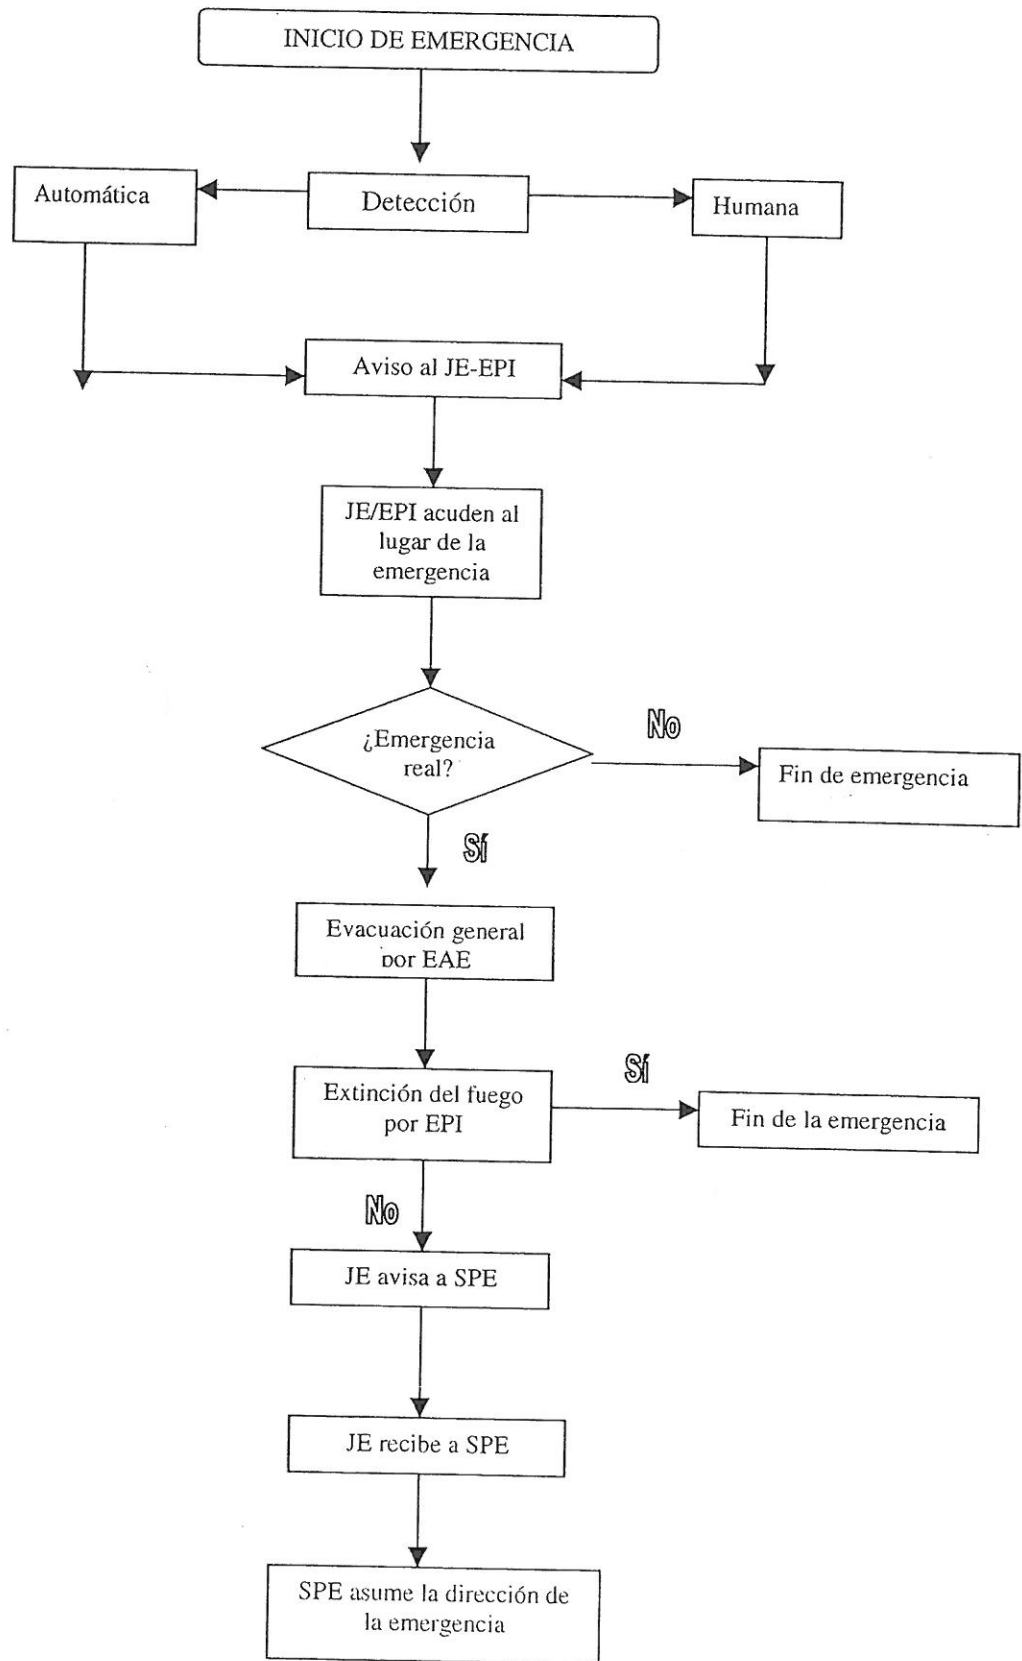 INICIO DE EMERGENCIA
Automática
Detección
Humana
Aviso al JE-EPI
JE/EPI acuden al
lugar de la
emergencia
¿Emergencia
real?
No
Fin de emergencia
Sí
Evacuación general
por EAE
Extinción del fuego
por EPI
Sí
Fin de la emergencia
No
JE avisa a SPE
JE recibe a SPE
SPE asume la dirección de
la emergencia